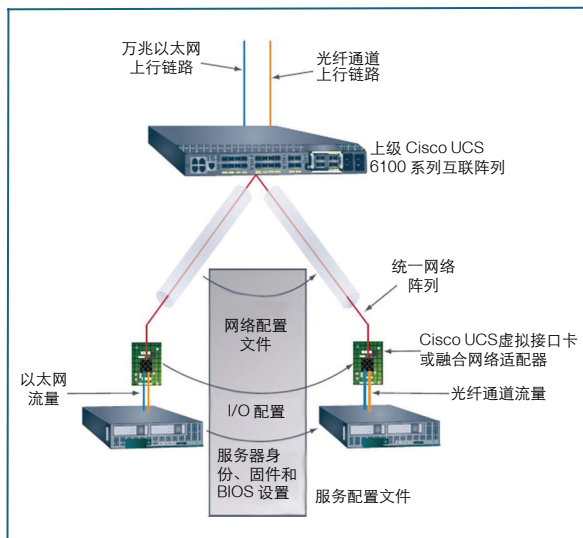 万兆以太网
上行链路
光纤通道
上行链路
上级 Cisco UCS
6100 系列互联阵列
统一网络
阵列
网络配置
文件
Cisco UCS虚拟接口卡
或融合网络适配器
以太网
流量
光纤通道流量
I/O 配置
服务器身
份、固件和
BIOS 设置
服务配置文件